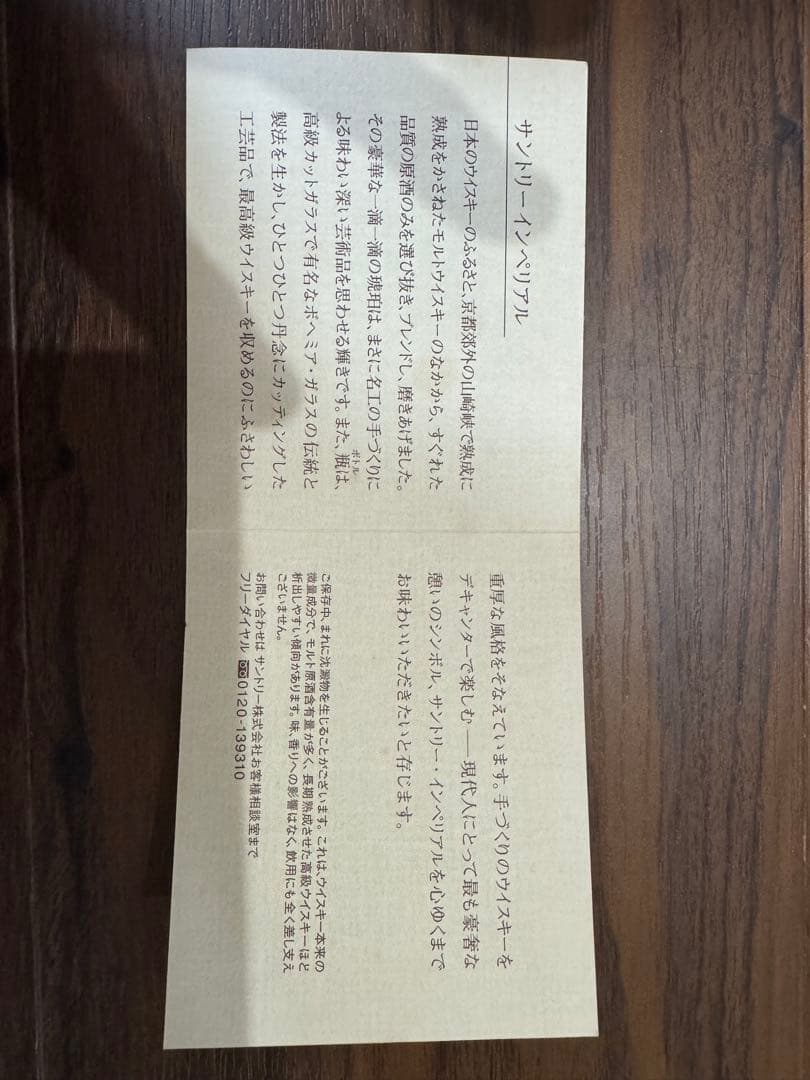 サントリーインペリアル
日本のウイスキーのふるさと、京都郊外の山崎峡で熟成に
熟成をかさねたモルトウイスキーのなかから、すぐれた
品質の原酒のみを選び抜き、ブレンドし、磨きあげました。
その豪華な一滴一滴の琥珀は、まさに名工の手づくりに
よる味わい深い芸術品を思わせる輝きです。また、瓶は、
ボトル
高級カットガラスで有名なボヘミア・ガラスの伝統と
製法を生かし、ひとつひとつ丹念にカッティングした
工芸品で、最高級ウイスキーを収めるのにふさわしい
重厚な風格をそなえています。手づくりのウイスキーを
デキャンターで楽しむ——現代人にとって最も豪奢な
憩いのシンボル、サントリー・インペリアルを心ゆくまで
お味わいいただきたいと存じます。
ご保存中、まれに沈澱物を生じることがございます。これは、ウイスキー本来の
微量成分で、モルト原酒含有量が多く、長期熟成させた高級ウイスキーほど
析出しやすい傾向があります。味、香りへの影響はなく、飲用にも全く差し支え
ございません。
お問い合わせは サントリー株式会社お客様相談室まで
フリーダイヤル 0120-139310